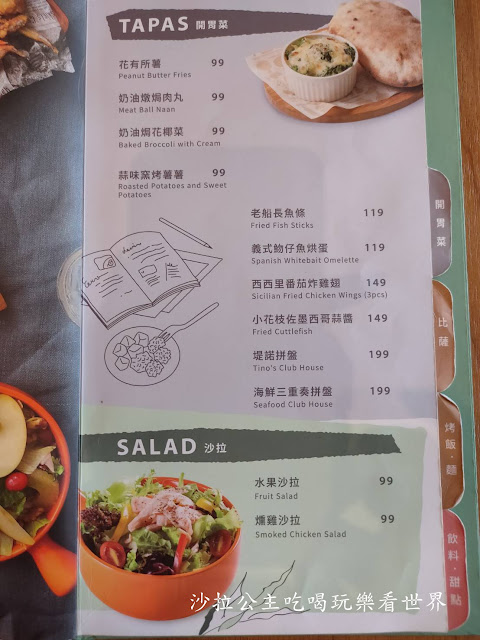 TAPAS 開胃菜
花有所薯 99
Peanut Butter Fries
奶油燉焗肉丸 99
Meat Ball Naan
奶油焗花椰菜 99
Baked Broccoli with Cream
蒜味窯烤薯薯 99
Roasted Potatoes and Sweet
Potatoes
老船長魚條 119
Fried Fish Sticks
義式魩仔魚烘蛋 119
Spanish Whitebait Omelette
西西里番茄炸雞翅 149
Sicilian Fried Chicken Wings (3pcs)
小花枝佐墨西哥蒜醬 149
Fried Cuttlefish
堤諾拼盤 199
Tino's Club House
海鮮三重奏拼盤 199
Seafood Club House
SALAD 沙拉
水果沙拉 99
Fruit Salad
燻雞沙拉 99
Smoked Chicken Salad
開胃菜
比薩
烤飯·麵
飲料·甜點
沙拉公主吃喝玩樂看世界